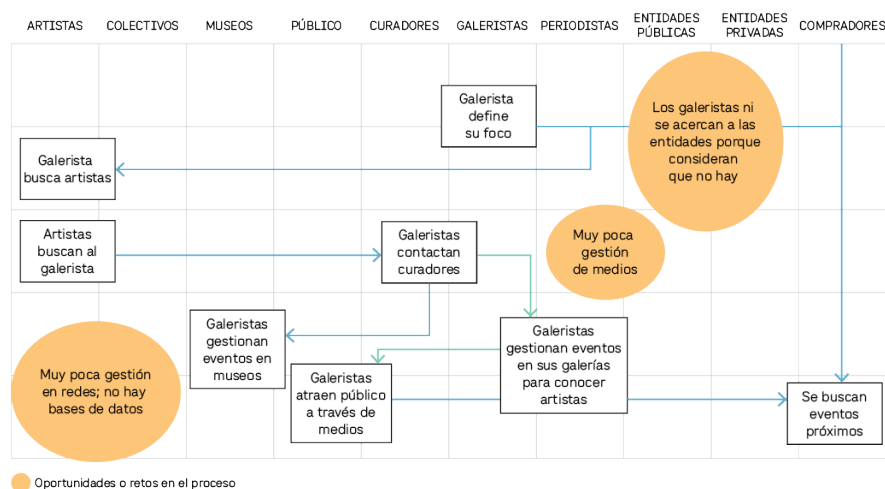 ARTISTAS
COLECTIVOS
MUSEOS
PÚBLICO
CURADORES
GALERISTAS
PERIODISTAS
ENTIDADES
PÚBLICAS
ENTIDADES
PRIVADAS
COMPRADORES
Galerista
define
su foco
Los galeristas ni
se acercan a las
entidades porque
consideran
que no hay
Galerista
busca artistas
Artistas
buscan al
galerista
Galeristas
contactan
curadores
Muy poca
gestión
de medios
Galeristas
gestionan
eventos en
museos
Galeristas
gestionan eventos
en sus galerías
para conocer
artistas
Muy poca gestión
en redes; no hay
bases de datos
Galeristas
atraen público
a través de
medios
Se buscan
eventos
próximos
Oportunidades o retos en el proceso